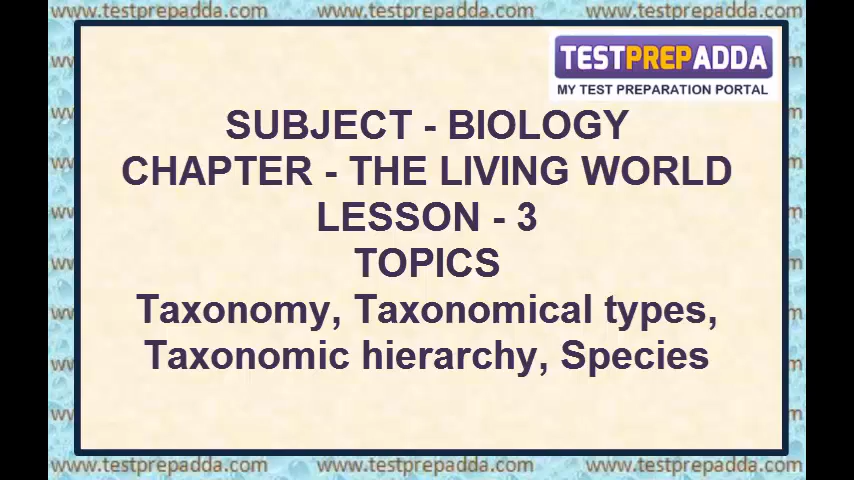 www.testprepadda.com www.testprepadda.com www.testprepadda.com
TESTPREPADDA
MY TEST PREPARATION PORTAL
SUBJECT - BIOLOGY
CHAPTER - THE LIVING WORLD
LESSON - 3
TOPICS
Taxonomy, Taxonomical types,
Taxonomic hierarchy, Species
www.testprepadda.com www.testprepadda.com www.testprepadda.com